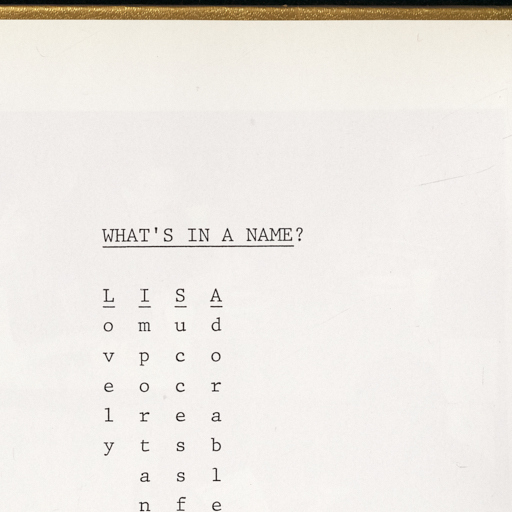 WHAT'S IN A NAME?
L I S A
o m u d
v p c o
e o c r
l r e a
y t s b
a s l
n f e